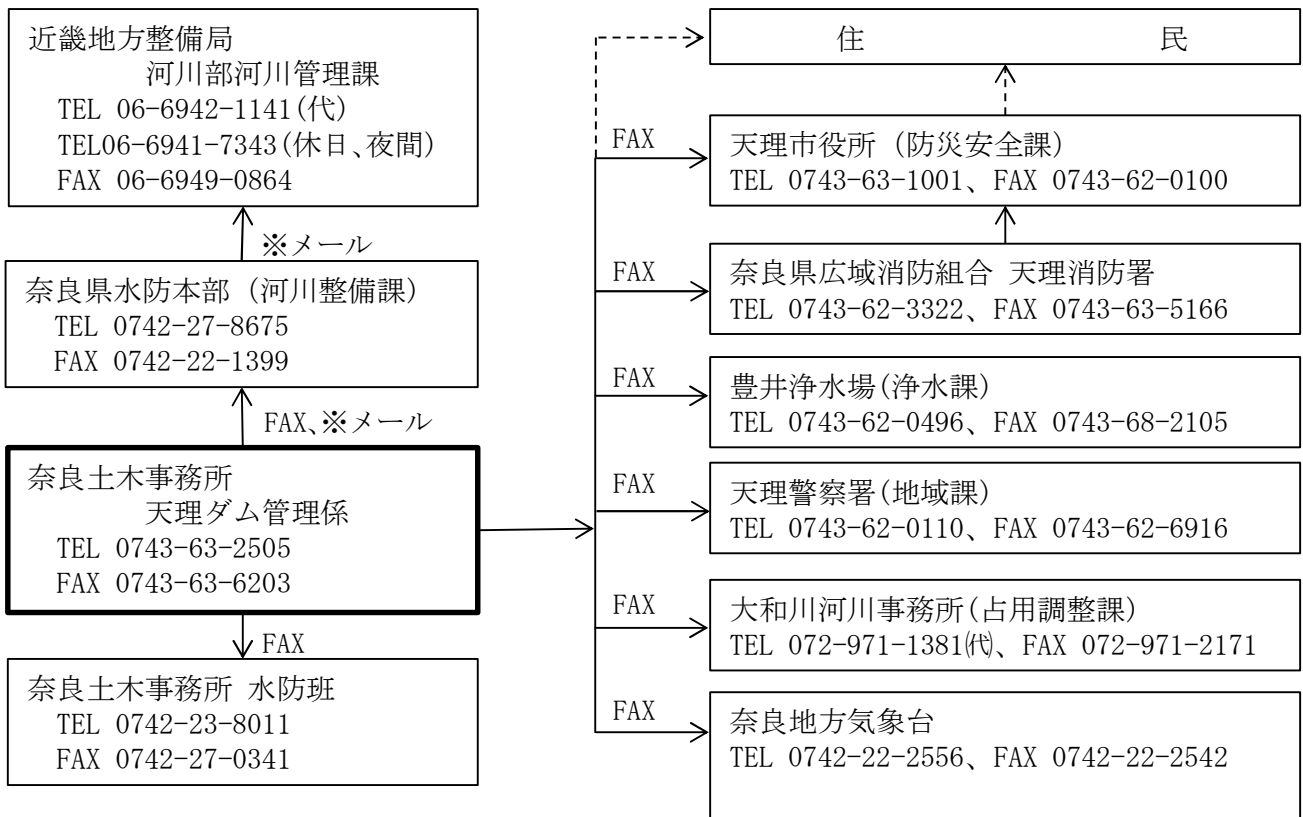 近畿地方整備局
河川部河川管理課
TEL 06-6942-1141(代)
TEL06-6941-7343(休日、夜間)
FAX 06-6949-0864
※メール
奈良県水防本部 (河川整備課)
TEL 0742-27-8675
FAX 0742-22-1399
FAX、※メール
奈良土木事務所
天理ダム管理係
TEL 0743-63-2505
FAX 0743-63-6203
FAX
奈良土木事務所 水防班
TEL 0742-23-8011
FAX 0742-27-0341
住 民
FAX
天理市役所 (防災安全課)
TEL 0743-63-1001、FAX 0743-62-0100
FAX
奈良県広域消防組合 天理消防署
TEL 0743-62-3322、FAX 0743-63-5166
FAX
豊井浄水場(浄水課)
TEL 0743-62-0496、FAX 0743-68-2105
FAX
天理警察署(地域課)
TEL 0743-62-0110、FAX 0743-62-6916
FAX
大和川河川事務所(占用調整課)
TEL 072-971-1381㈹、FAX 072-971-2171
FAX
奈良地方気象台
TEL 0742-22-2556、FAX 0742-22-2542